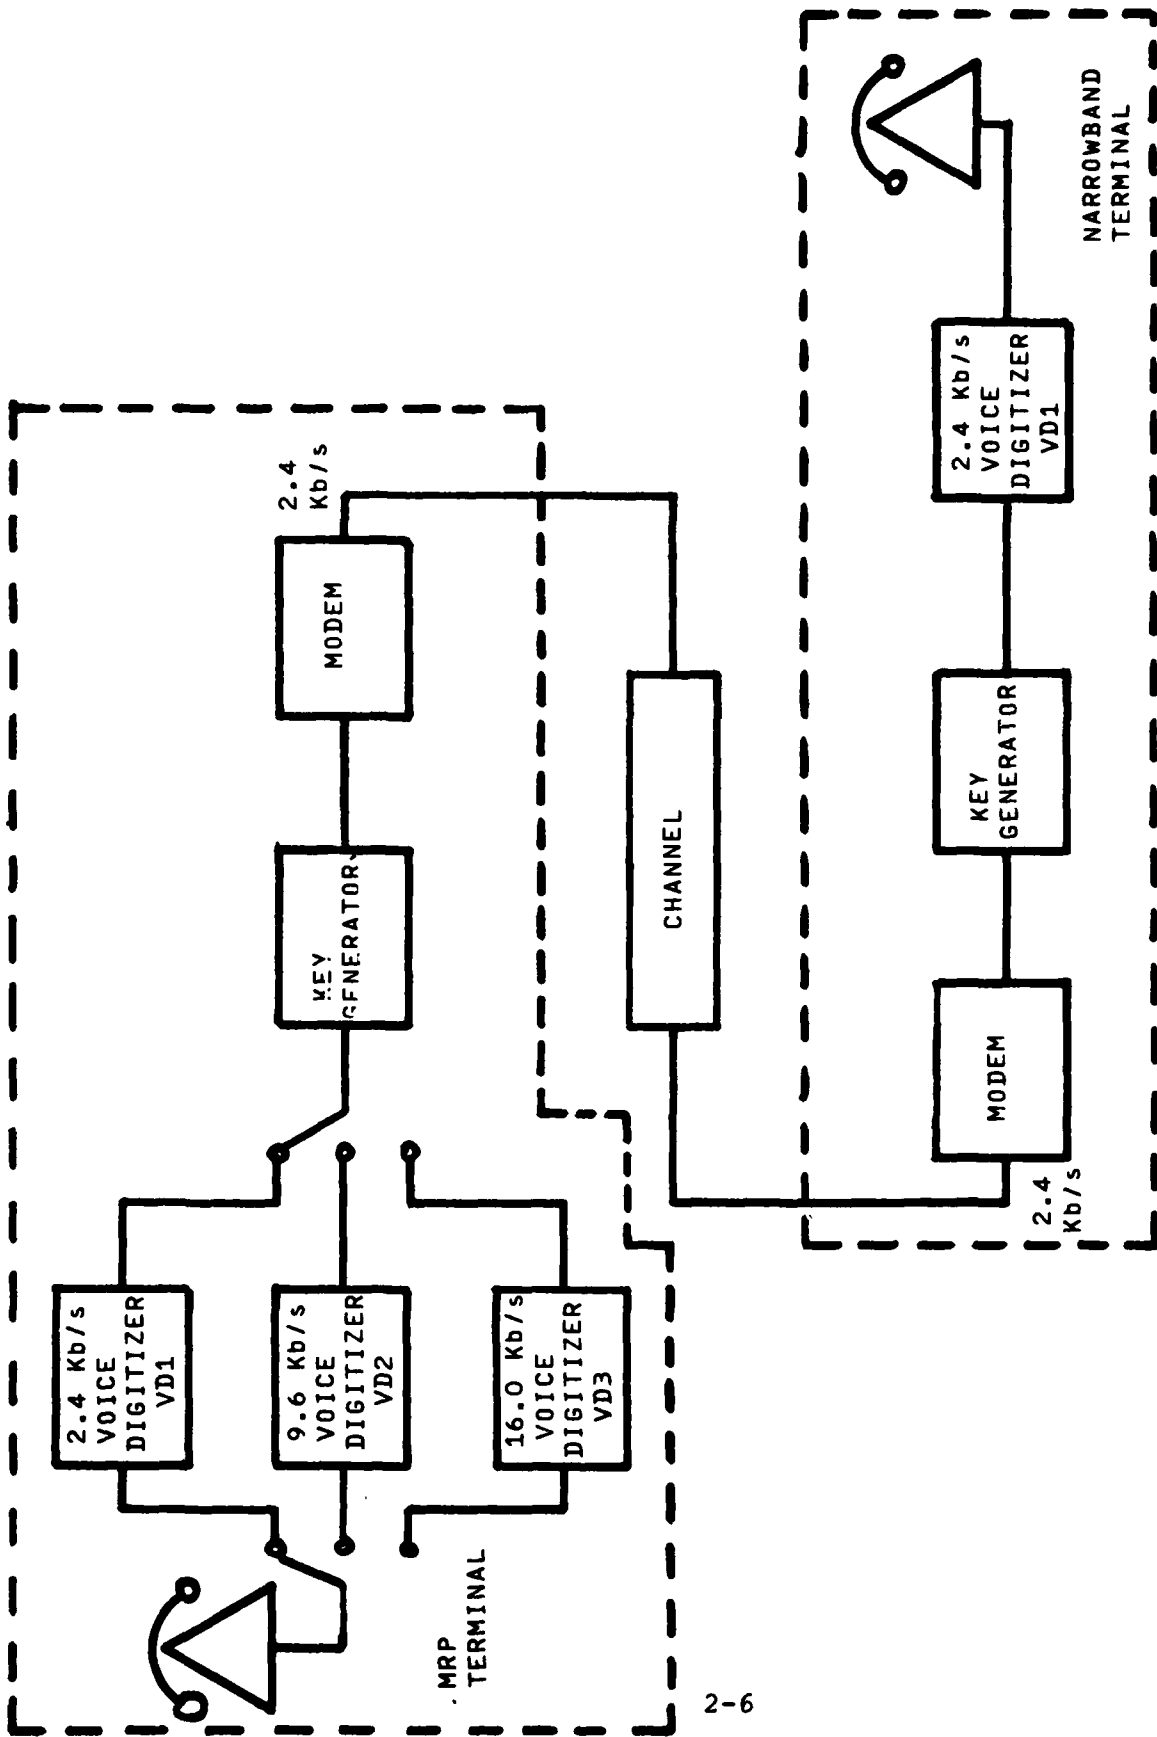 2.4 Kb/s
VOICE
DIGITIZER
VD1
9.6 Kb/s
VOICE
DIGITIZER
VD2
16.0 Kb/s
VOICE
DIGITIZER
VD3
MRP
TERMINAL
KEY
GENERATOR
MODEM
2.4
Kb/s
CHANNEL
2.4
Kb/s
MODEM
KEY
GENERATOR
2.4 Kb/s
VOICE
DIGITIZER
VD1
NARROWBAND
TERMINAL
2-6